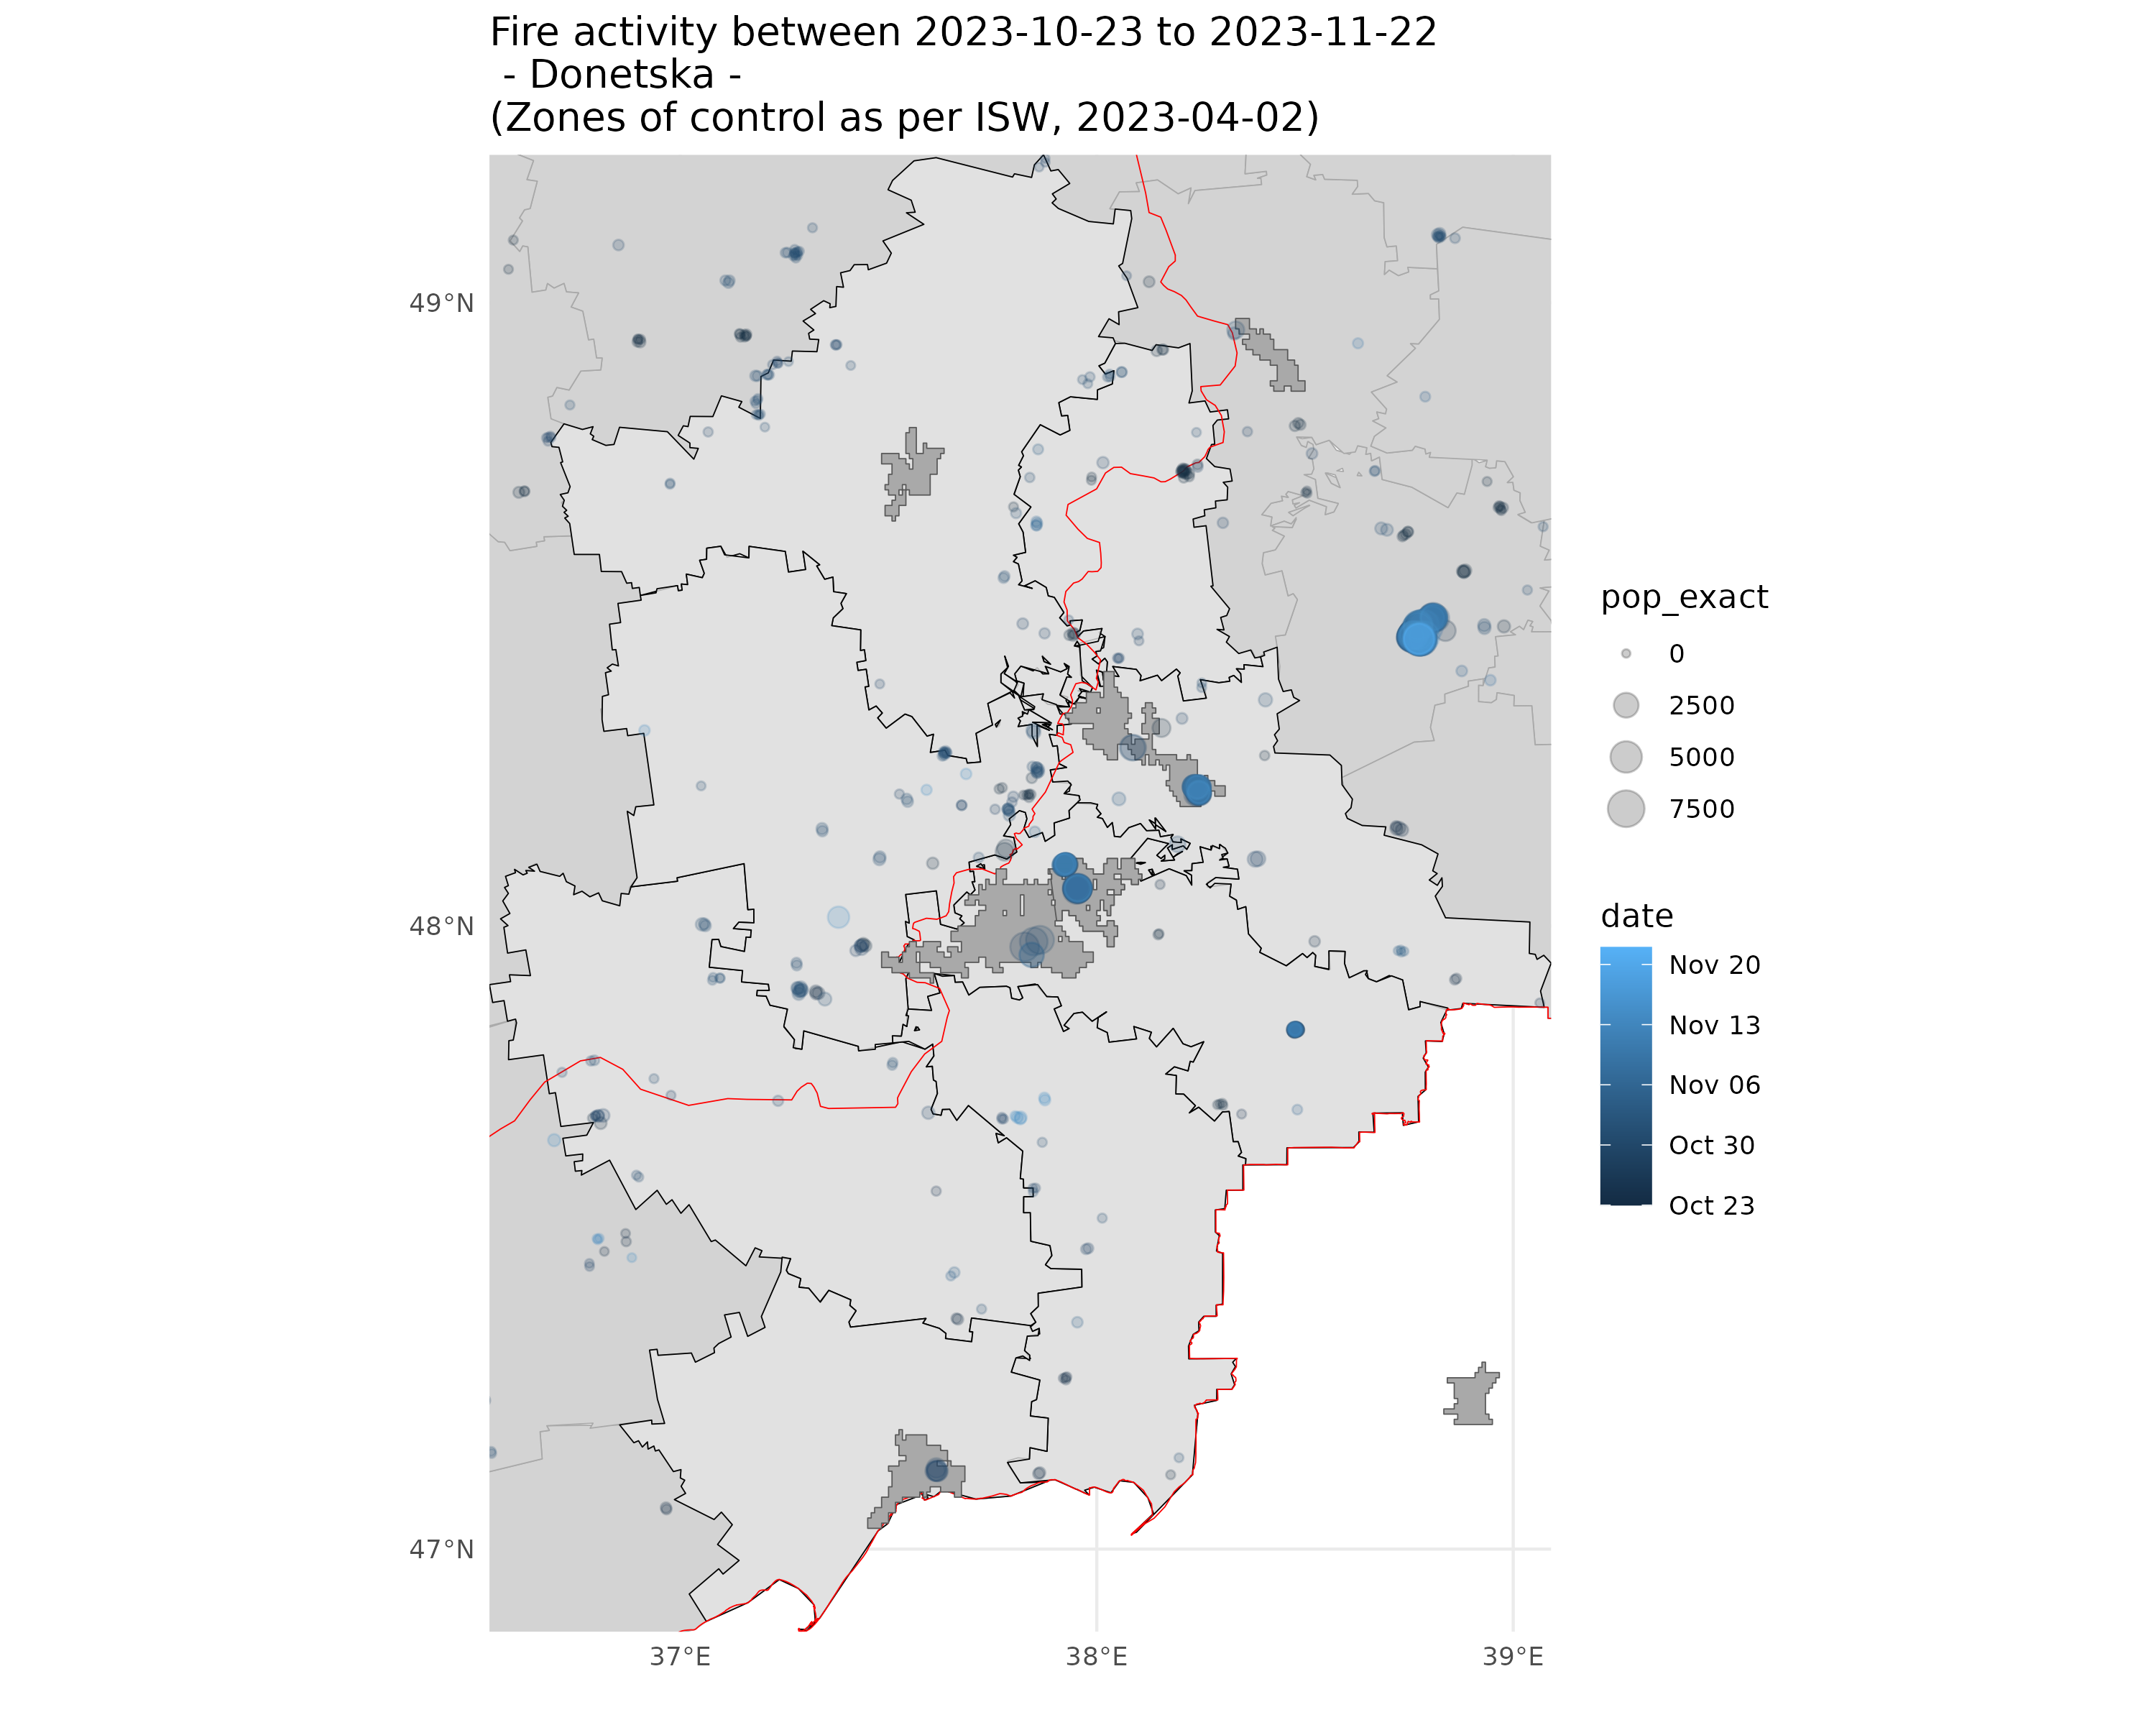 Fire activity between 2023-10-23 to 2023-11-22
- Donetska -
(Zones of control as per ISW, 2023-04-02)
49°N
48°N
47°N
37°E
38°E
39°E
pop_exact
0
2500
5000
7500
date
Nov 20
Nov 13
Nov 06
Oct 30
Oct 23